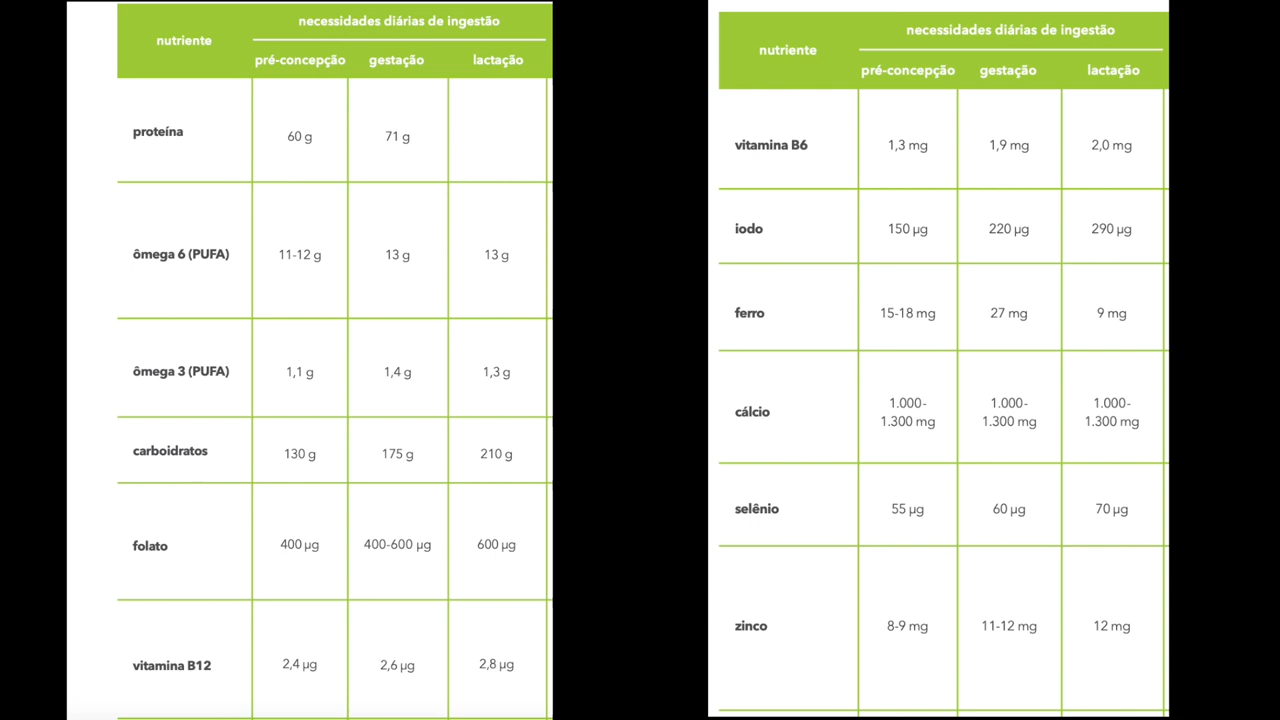 necessidades diárias de ingestão
nutriente
pré-concepção gestação lactação
proteína 60 g 71 g
ômega 6 (PUFA) 11-12 g 13 g 13 g
ômega 3 (PUFA) 1,1 g 1,4 g 1,3 g
carboidratos 130 g 175 g 210 g
folato 400 µg 400-600 µg 600 µg
vitamina B12 2,4 µg 2,6 µg 2,8 µg
necessidades diárias de ingestão
nutriente
pré-concepção gestação lactação
vitamina B6 1,3 mg 1,9 mg 2,0 mg
iodo 150 µg 220 µg 290 µg
ferro 15-18 mg 27 mg 9 mg
1.000- 1.000- 1.000-
cálcio
1.300 mg 1.300 mg 1.300 mg
selênio 55 µg 60 µg 70 µg
zinco 8-9 mg 11-12 mg 12 mg